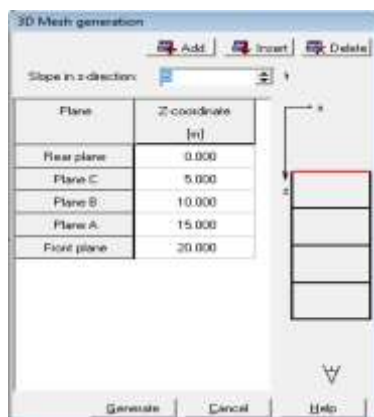 3D Mesh generation
Add Insert Delete
Slope in z-direction:
Plane Z-coordinate
[m]
Rear plane 0.000
Plane C 5.000
Plane B 10.000
Plane A 15.000
Front plane 20.000
x
z
Generate Cancel Help